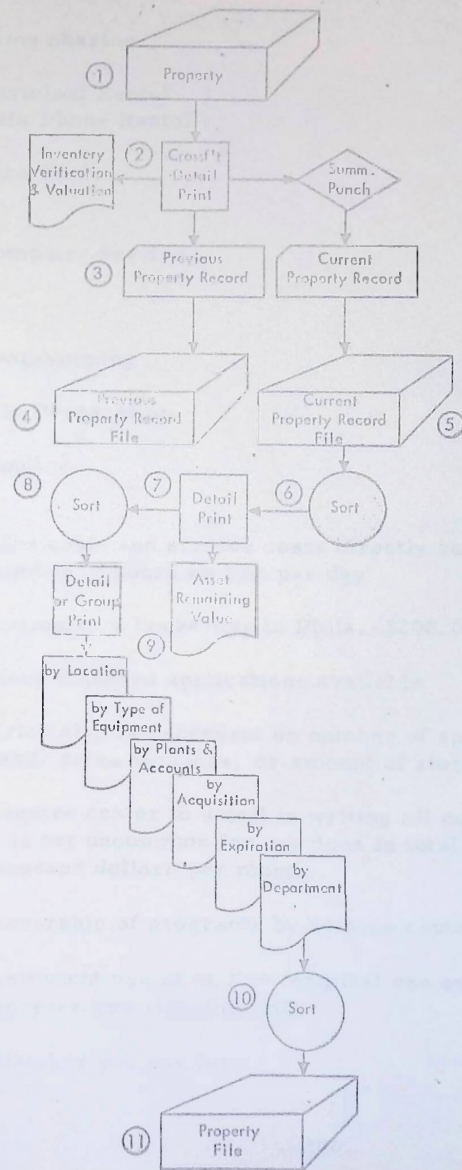 1
Property
2
Inventory
Verification
& Valuation
Crossf't
Detail
Print
Summ.
Punch
3
Previous
Property Record
Current
Property Record
4
Previous
Property Record
File
Current
Property Record
File
5
8
Sort
7
Detail
Print
6
Sort
Detail
or Group
Print
9
Asset
Remaining
Value
by Location
by Type of
Equipment
by Plants &
Accounts
by
Acquisition
by
Expiration
by
Department
10
Sort
11
Property
File